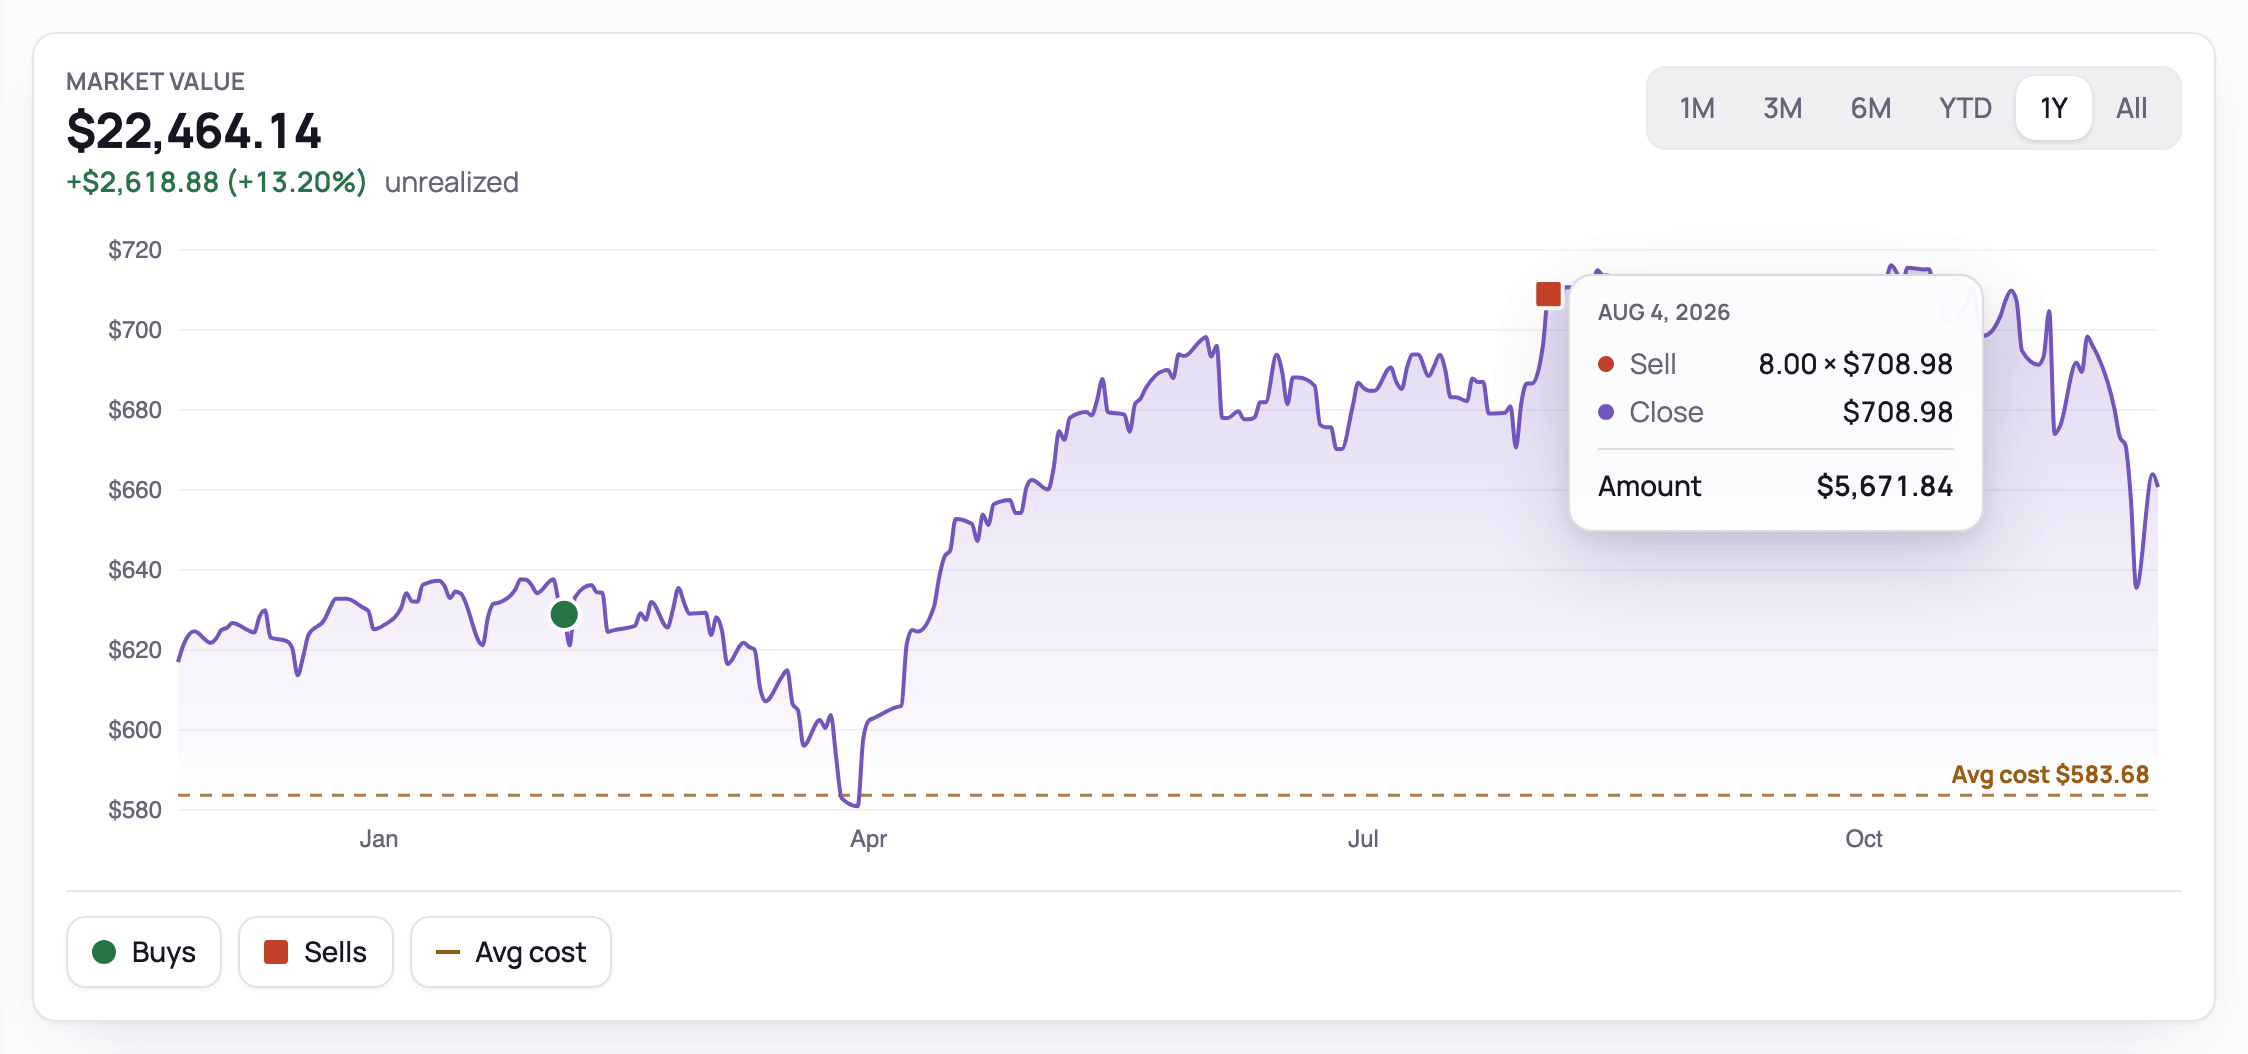 MARKET VALUE
$22,464.14
+$2,618.88 (+13.20%) unrealized
1M 3M 6M YTD 1Y All
$720
$700
$680
$660
$640
$620
$600
$580
AUG 4, 2026
Sell 8.00 × $708.98
Close $708.98
Amount $5,671.84
Avg cost $583.68
Jan Apr Jul Oct
Buys Sells Avg cost